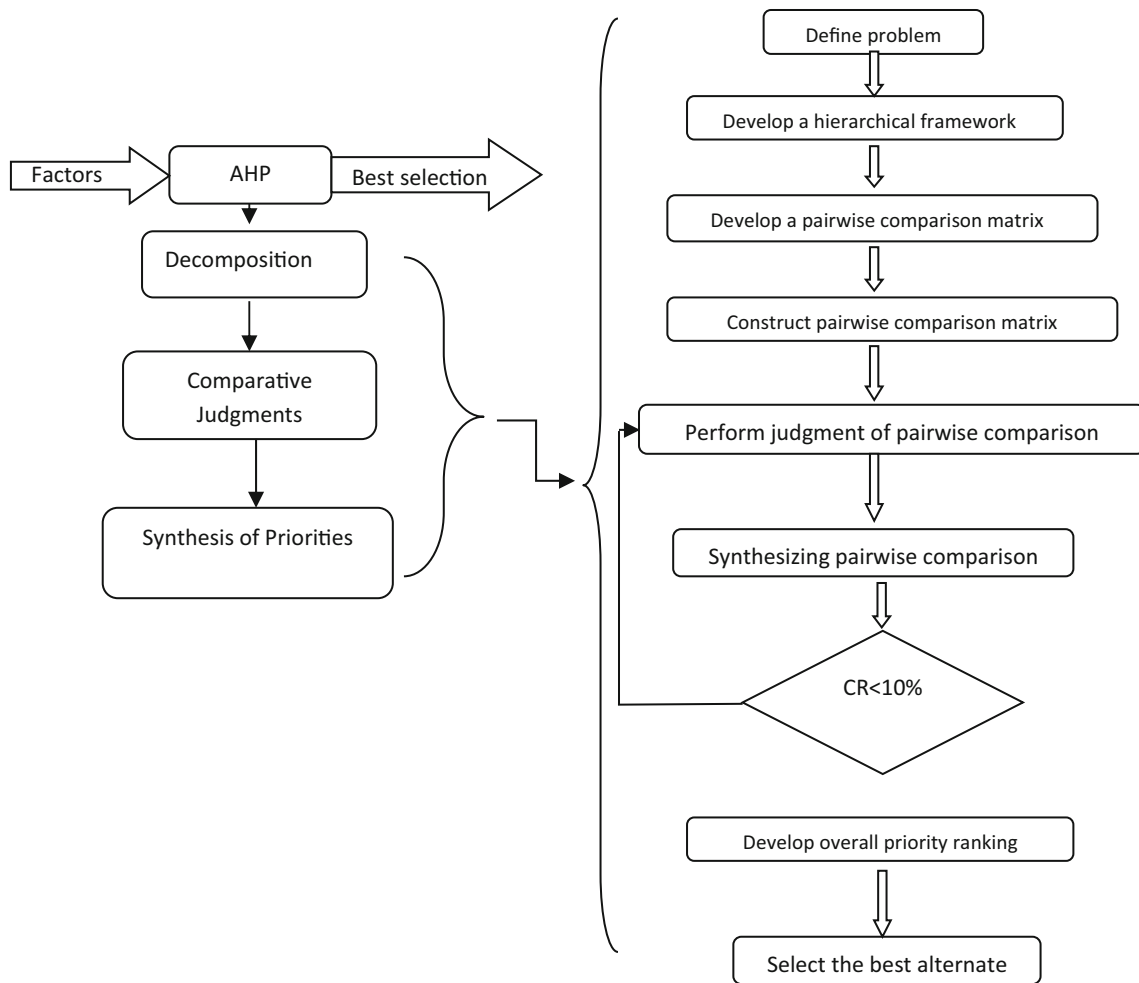 Factors
AHP
Best selection
Decomposition
Comparative
Judgments
Synthesis of Priorities
Define problem
Develop a hierarchical framework
Develop a pairwise comparison matrix
Construct pairwise comparison matrix
Perform judgment of pairwise comparison
Synthesizing pairwise comparison
CR<10%
Develop overall priority ranking
Select the best alternate